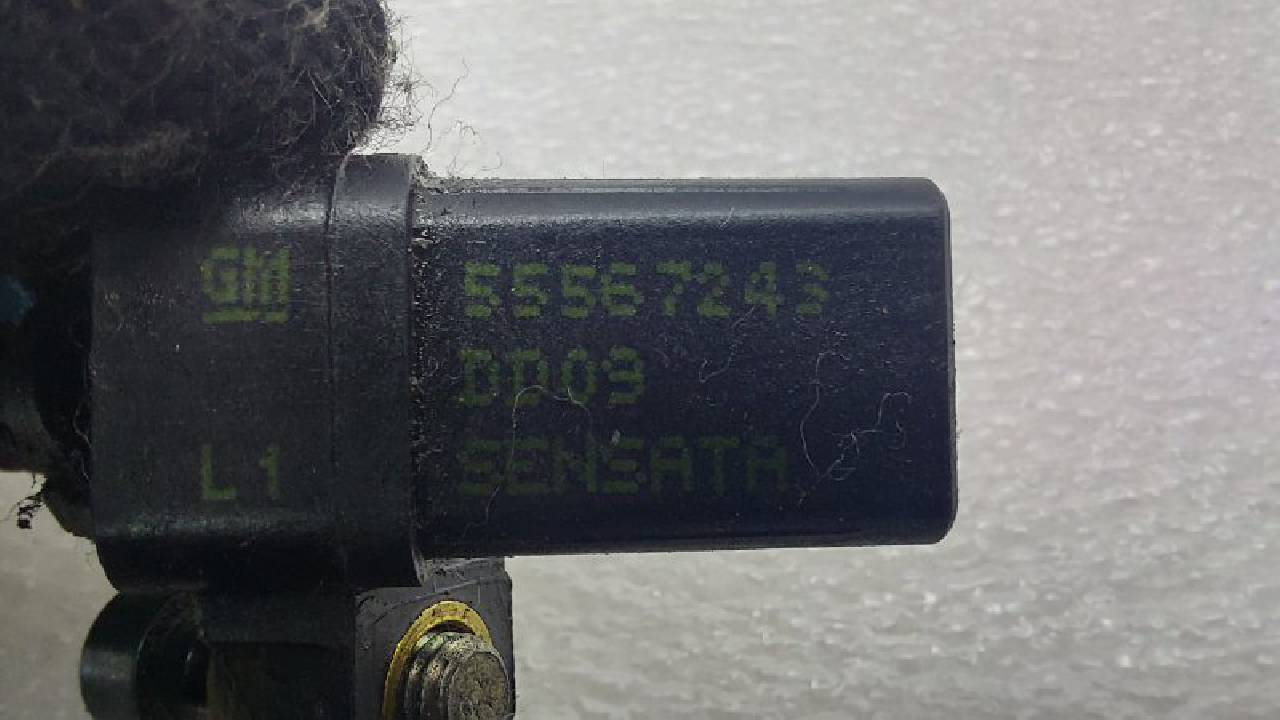 GM 55567243
DD09
L1 SENSATA